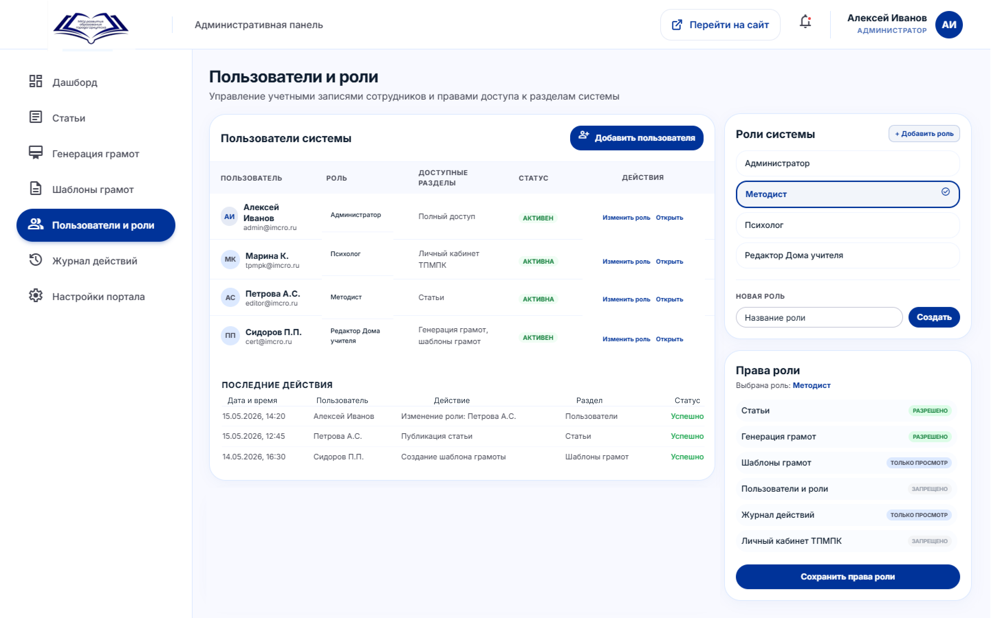 МКУ развития
образования
города Иркутска
Административная панель
Перейти на сайт
Алексей Иванов
АДМИНИСТРАТОР
АИ
Дашборд
Статьи
Генерация грамот
Шаблоны грамот
Пользователи и роли
Журнал действий
Настройки портала
Пользователи и роли
Управление учетными записями сотрудников и правами доступа к разделам системы
Пользователи системы
Добавить пользователя
ПОЛЬЗОВАТЕЛЬ РОЛЬ ДОСТУПНЫЕ РАЗДЕЛЫ СТАТУС ДЕЙСТВИЯ
АИ
Алексей
Иванов
admin@imcro.ru
Администратор
Полный доступ
АКТИВЕН
Изменить роль Открыть
МК
Марина К.
tpmpk@imcro.ru
Психолог
Личный кабинет
ТПМПК
АКТИВНА
Изменить роль Открыть
АС
Петрова А.С.
editor@imcro.ru
Методист
Статьи
АКТИВНА
Изменить роль Открыть
ПП
Сидоров П.П.
cert@imcro.ru
Редактор Дома
учителя
Генерация грамот,
шаблоны грамот
АКТИВЕН
Изменить роль Открыть
ПОСЛЕДНИЕ ДЕЙСТВИЯ
Дата и время Пользователь Действие Раздел Статус
15.05.2026, 14:20 Алексей Иванов Изменение роли: Петрова А.С. Пользователи Успешно
15.05.2026, 12:45 Петрова А.С. Публикация статьи Статьи Успешно
14.05.2026, 16:30 Сидоров П.П. Создание шаблона грамоты Шаблоны грамот Успешно
Роли системы
+ Добавить роль
Администратор
Методист
Психолог
Редактор Дома учителя
НОВАЯ РОЛЬ
Название роли
Создать
Права роли
Выбрана роль: Методист
Статьи РАЗРЕШЕНО
Генерация грамот РАЗРЕШЕНО
Шаблоны грамот ТОЛЬКО ПРОСМОТР
Пользователи и роли ЗАПРЕЩЕНО
Журнал действий ТОЛЬКО ПРОСМОТР
Личный кабинет ТПМПК ЗАПРЕЩЕНО
Сохранить права роли